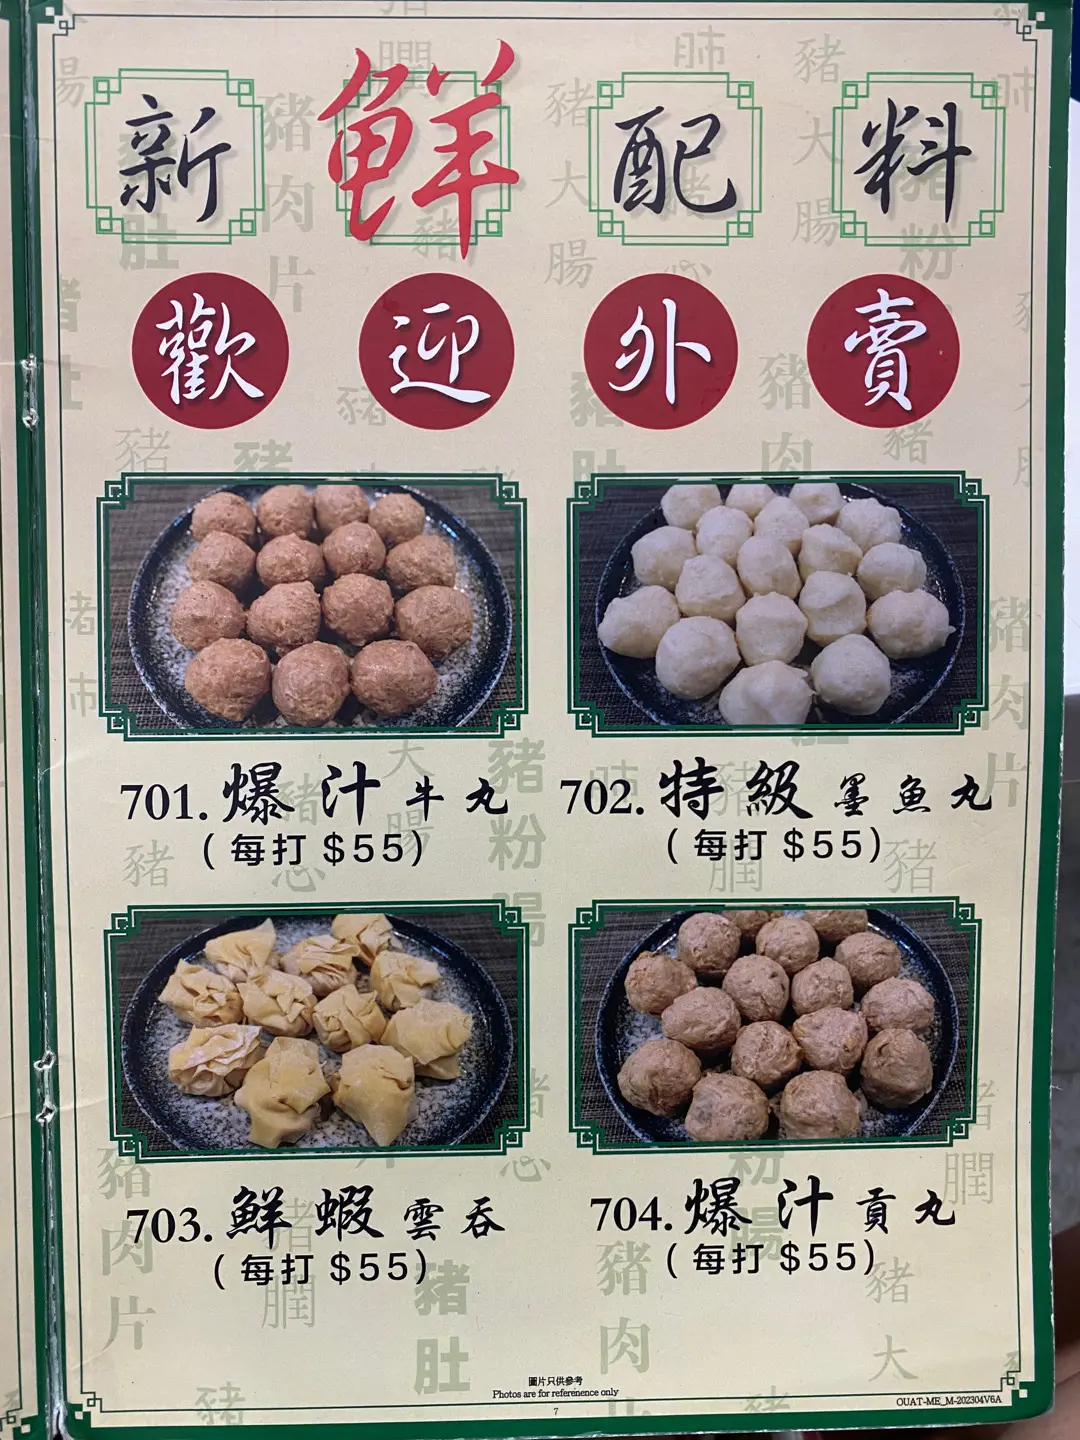 新鮮配料
歡迎外賣
701. 爆汁牛丸
(每打 $55)
702. 特級墨魚丸
(每打 $55)
703. 鮮蝦雲吞
(每打 $55)
704. 爆汁貢丸
(每打 $55)
圖片只供參考
Photos are for referenence only
7
OUAT-ME_M-202304V6A